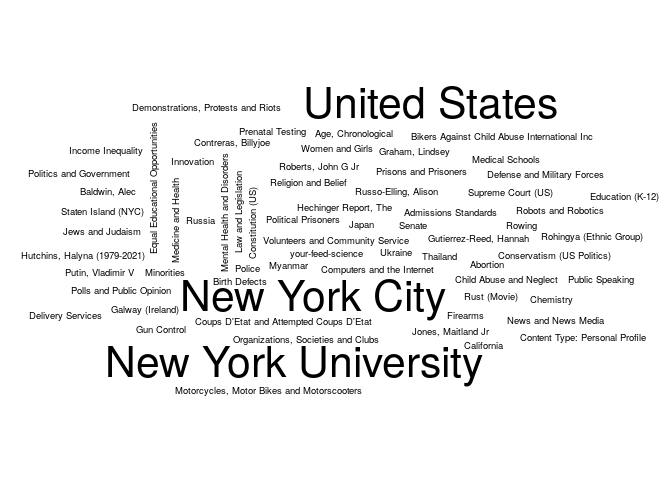 United States
Demonstrations, Protests and Riots
Prenatal Testing
Age, Chronological
Bikers Against Child Abuse International Inc
Contreras, Billyjoe
Income Inequality
Women and Girls
Graham, Lindsey
Innovation
Medical Schools
Equal Educational Opportunities
Roberts, John G Jr
Prisons and Prisoners
Politics and Government
Defense and Military Forces
Religion and Belief
Baldwin, Alec
Russo-Elling, Alison
Supreme Court (US)
Education (K-12)
Medicine and Health
Mental Health and Disorders
Law and Legislation
Constitution (US)
Hechinger Report, The
Staten Island (NYC)
Admissions Standards
Robots and Robotics
Russia
Political Prisoners
Japan
Senate
Rowing
Jews and Judaism
Volunteers and Community Service
Gutierrez-Reed, Hannah
Rohingya (Ethnic Group)
Hutchins, Halyna (1979-2021)
your-feed-science
Ukraine
Thailand
Conservatism (US Politics)
Putin, Vladimir V
Minorities
Police
Myanmar
Computers and the Internet
Abortion
Birth Defects
Child Abuse and Neglect
Public Speaking
Polls and Public Opinion
New York City
Rust (Movie)
Chemistry
Galway (Ireland)
Delivery Services
Firearms
Coups D'Etat and Attempted Coups D'Etat
News and News Media
Gun Control
Jones, Maitland Jr
Organizations, Societies and Clubs
Content Type: Personal Profile
California
New York University
Motorcycles, Motor Bikes and Motorscooters